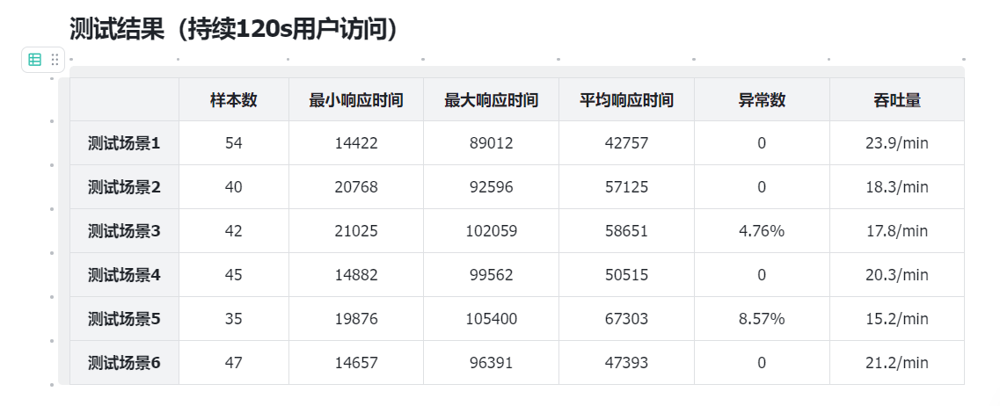 测试结果（持续120s用户访问）
样本数 最小响应时间 最大响应时间 平均响应时间 异常数 吞吐量
测试场景1 54 14422 89012 42757 0 23.9/min
测试场景2 40 20768 92596 57125 0 18.3/min
测试场景3 42 21025 102059 58651 4.76% 17.8/min
测试场景4 45 14882 99562 50515 0 20.3/min
测试场景5 35 19876 105400 67303 8.57% 15.2/min
测试场景6 47 14657 96391 47393 0 21.2/min